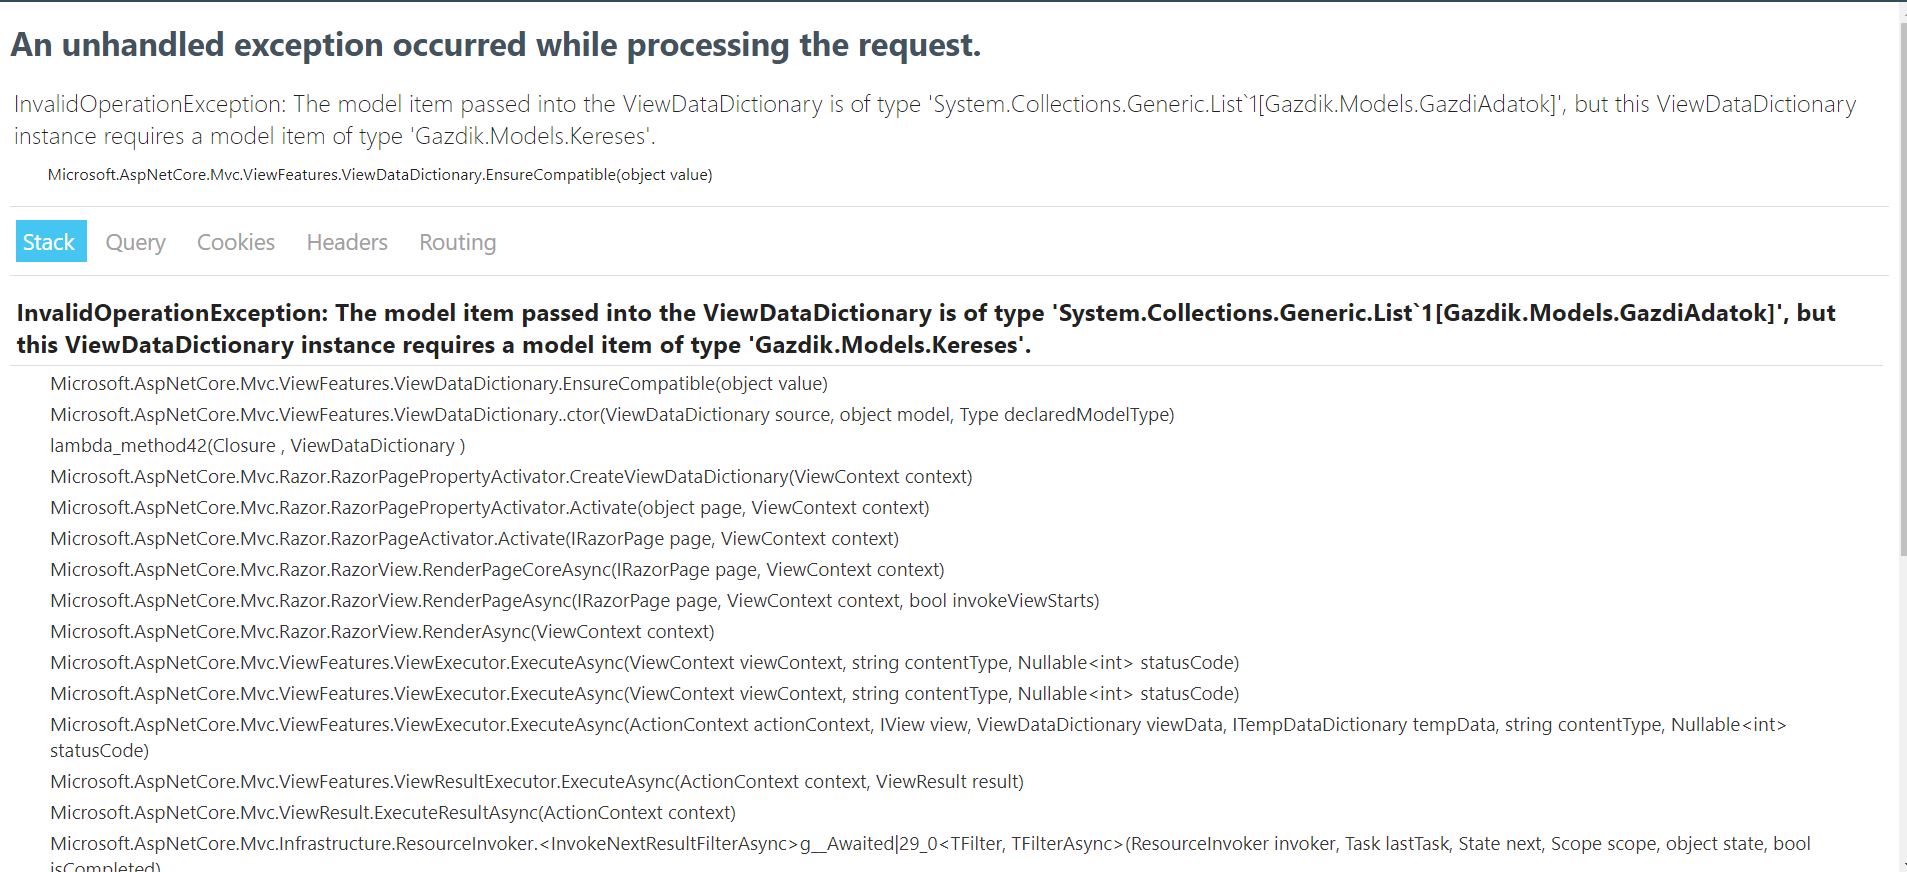 An unhandled exception occurred while processing the request.
InvalidOperationException: The model item passed into the ViewDataDictionary is of type 'System.Collections.Generic.List`1[Gazdik.Models.GazdiAdatok]', but this ViewDataDictionary
instance requires a model item of type 'Gazdik.Models.Kereses'.
Microsoft.AspNetCore.Mvc.ViewFeatures.ViewDataDictionary.EnsureCompatible(object value)
Stack Query Cookies Headers Routing
InvalidOperationException: The model item passed into the ViewDataDictionary is of type 'System.Collections.Generic.List`1[Gazdik.Models.GazdiAdatok]', but
this ViewDataDictionary instance requires a model item of type 'Gazdik.Models.Kereses'.
Microsoft.AspNetCore.Mvc.ViewFeatures.ViewDataDictionary.EnsureCompatible(object value)
Microsoft.AspNetCore.Mvc.ViewFeatures.ViewDataDictionary..ctor(ViewDataDictionary source, object model, Type declaredModelType)
lambda_method42(Closure , ViewDataDictionary )
Microsoft.AspNetCore.Mvc.Razor.RazorPagePropertyActivator.CreateViewDataDictionary(ViewContext context)
Microsoft.AspNetCore.Mvc.Razor.RazorPagePropertyActivator.Activate(object page, ViewContext context)
Microsoft.AspNetCore.Mvc.Razor.RazorPageActivator.Activate(IRazorPage page, ViewContext context)
Microsoft.AspNetCore.Mvc.Razor.RazorView.RenderPageCoreAsync(IRazorPage page, ViewContext context)
Microsoft.AspNetCore.Mvc.Razor.RazorView.RenderPageAsync(IRazorPage page, ViewContext context, bool invokeViewStarts)
Microsoft.AspNetCore.Mvc.Razor.RazorView.RenderAsync(ViewContext context)
Microsoft.AspNetCore.Mvc.ViewFeatures.ViewExecutor.ExecuteAsync(ViewContext viewContext, string contentType, Nullable<int> statusCode)
Microsoft.AspNetCore.Mvc.ViewFeatures.ViewExecutor.ExecuteAsync(ViewContext viewContext, string contentType, Nullable<int> statusCode)
Microsoft.AspNetCore.Mvc.ViewFeatures.ViewExecutor.ExecuteAsync(ActionContext actionContext, IView view, ViewDataDictionary viewData, ITempDataDictionary tempData, string contentType, Nullable<int>
statusCode)
Microsoft.AspNetCore.Mvc.ViewFeatures.ViewResultExecutor.ExecuteAsync(ActionContext context, ViewResult result)
Microsoft.AspNetCore.Mvc.ViewResult.ExecuteResultAsync(ActionContext context)
Microsoft.AspNetCore.Mvc.Infrastructure.ResourceInvoker.<InvokeNextResultFilterAsync>g__Awaited|29_0<TFilter, TFilterAsync>(ResourceInvoker invoker, Task lastTask, State next, Scope scope, object state, bool
isCompleted)